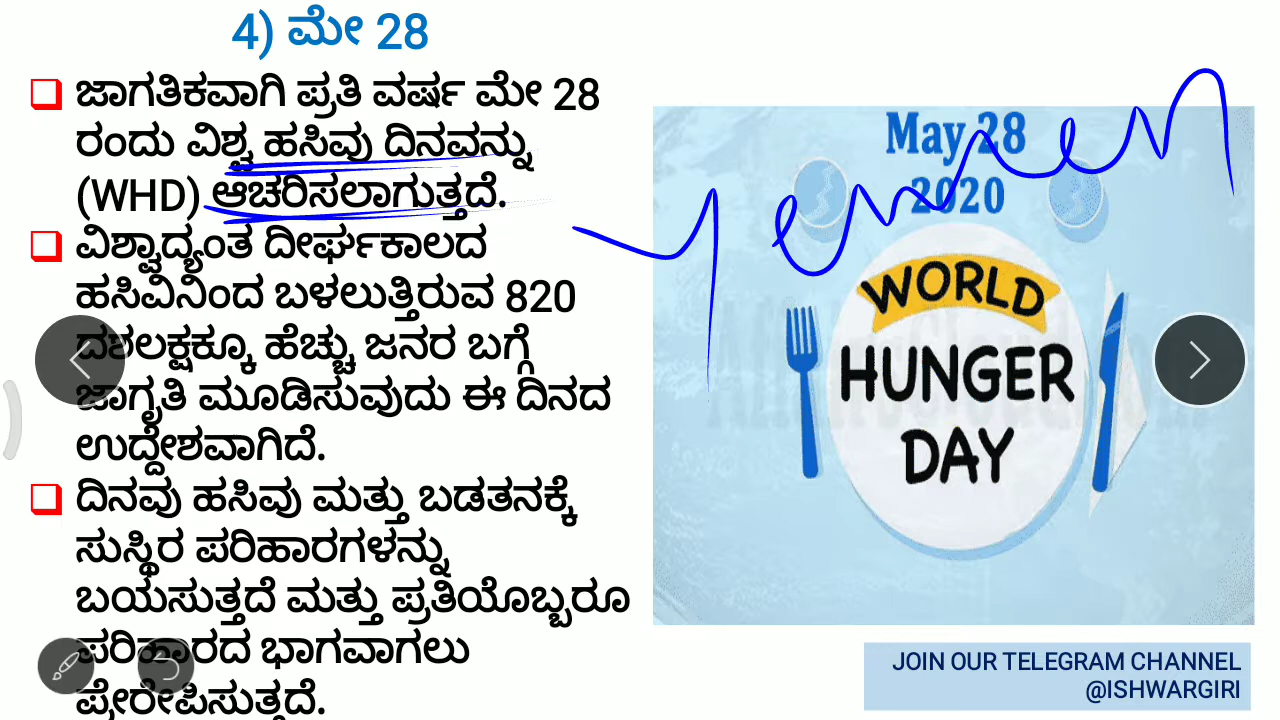 4) ಮೇ 28
ಜಾಗತಿಕವಾಗಿ ಪ್ರತಿ ವರ್ಷ ಮೇ 28
ರಂದು ವಿಶ್ವ ಹಸಿವು ದಿನವನ್ನು
(WHD) ಆಚರಿಸಲಾಗುತ್ತದೆ.
ವಿಶ್ವಾದ್ಯಂತ ದೀರ್ಘಕಾಲದ
ಹಸಿವಿನಿಂದ ಬಳಲುತ್ತಿರುವ 820
ದಶಲಕ್ಷಕ್ಕೂ ಹೆಚ್ಚು ಜನರ ಬಗ್ಗೆ
ಜಾಗೃತಿ ಮೂಡಿಸುವುದು ಈ ದಿನದ
ಉದ್ದೇಶವಾಗಿದೆ.
ದಿನವು ಹಸಿವು ಮತ್ತು ಬಡತನಕ್ಕೆ
ಸುಸ್ಥಿರ ಪರಿಹಾರಗಳನ್ನು
ಬಯಸುತ್ತದೆ ಮತ್ತು ಪ್ರತಿಯೊಬ್ಬರೂ
ಪರಿಹಾರದ ಭಾಗವಾಗಲು
ಪ್ರೇರೇಪಿಸುತ್ತದೆ.
May 28
2020
WORLD
HUNGER
DAY
JOIN OUR TELEGRAM CHANNEL
@ISHWARGIRI